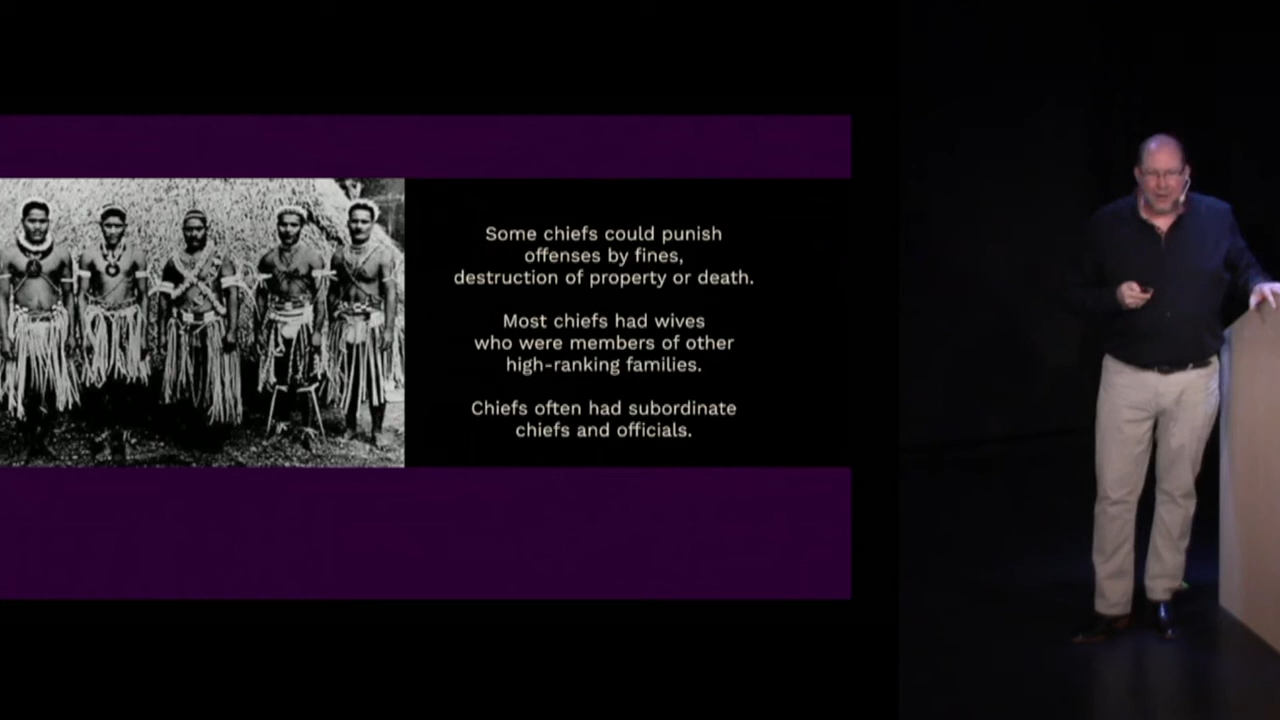 Some chiefs could punish
offenses by fines,
destruction of property or death.
Most chiefs had wives
who were members of other
high-ranking families.
Chiefs often had subordinate
chiefs and officials.